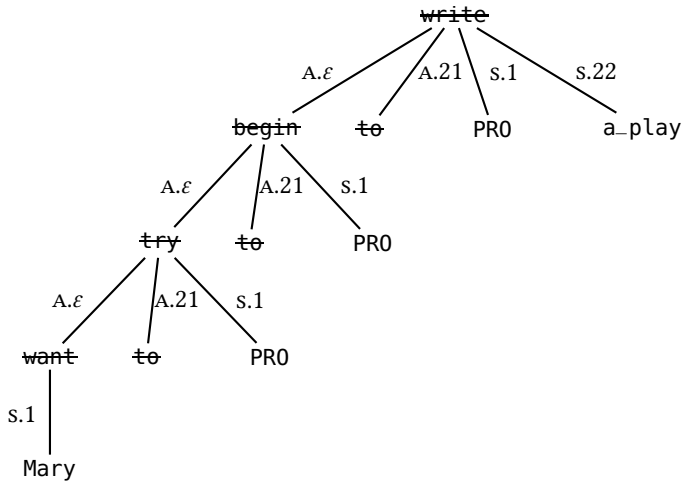 write
A.ε A.21 S.1 S.22
begin to PRO a_play
A.ε A.21 S.1
try to PRO
A.ε A.21 S.1
want to PRO
S.1
Mary